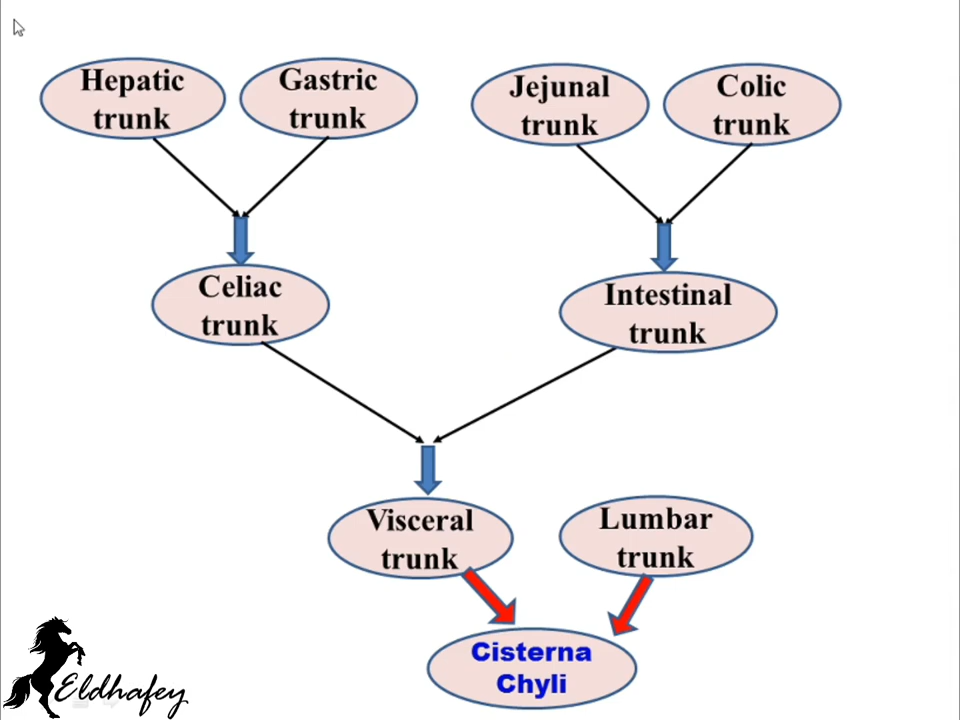 Hepatic
trunk
Gastric
trunk
Jejunal
trunk
Colic
trunk
Celiac
trunk
Intestinal
trunk
Visceral
trunk
Lumbar
trunk
Cisterna
Chyli
Eldhafey